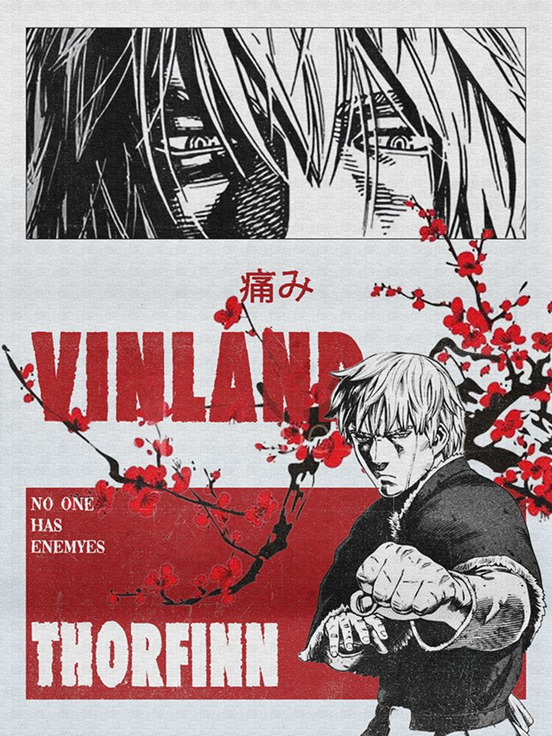 痛み
VINLAND
NO ONE
HAS
ENEMYES
THORFINN